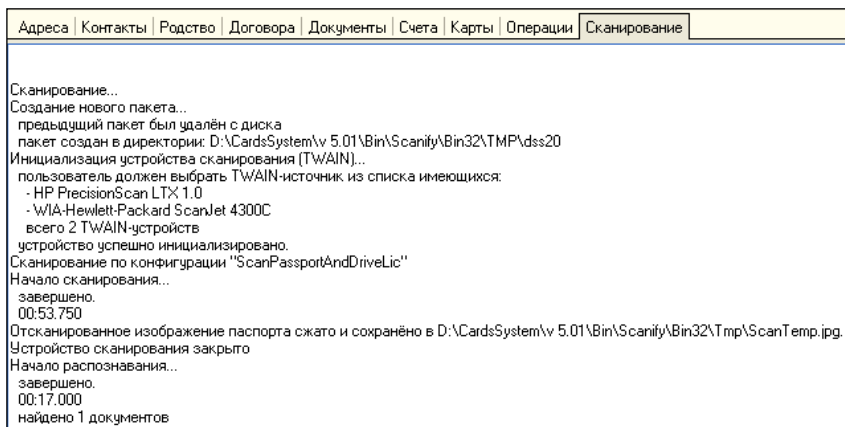 Адреса | Контакты | Родство | Договора | Документы | Счета | Карты | Операции | Сканирование
Сканирование...
Создание нового пакета...
предыдущий пакет был удалён с диска
пакет создан в директории: D:\CardsSystem\v 5.01\Bin\Scanify\Bin32\TMP\dss20
Инициализация устройства сканирования (TWAIN)...
пользователь должен выбрать TWAIN-источник из списка имеющихся:
- HP PrecisionScan LTX 1.0
- WIA-Hewlett-Packard ScanJet 4300C
всего 2 TWAIN-устройств
устройство успешно инициализировано.
Сканирование по конфигурации "ScanPassportAndDriveLic"
Начало сканирования...
завершено.
00:53.750
Отсканированное изображение паспорта сжато и сохранёно в D:\CardsSystem\v 5.01\Bin\Scanify\Bin32\Tmp\ScanTemp.jpg.
Устройство сканирования закрыто
Начало распознавания...
завершено.
00:17.000
найдено 1 документов